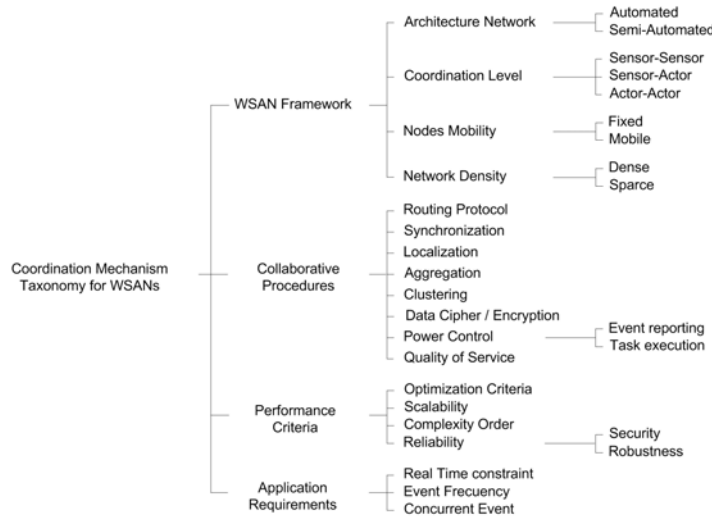 Coordination Mechanism
Taxonomy for WSANs
WSAN Framework
Architecture Network
Automated
Semi-Automated
Coordination Level
Sensor-Sensor
Sensor-Actor
Actor-Actor
Nodes Mobility
Fixed
Mobile
Network Density
Dense
Sparce
Collaborative
Procedures
Routing Protocol
Synchronization
Localization
Aggregation
Clustering
Data Cipher / Encryption
Power Control
Event reporting
Task execution
Quality of Service
Performance
Criteria
Optimization Criteria
Scalability
Complexity Order
Reliability
Security
Robustness
Application
Requirements
Real Time constraint
Event Frecuency
Concurrent Event